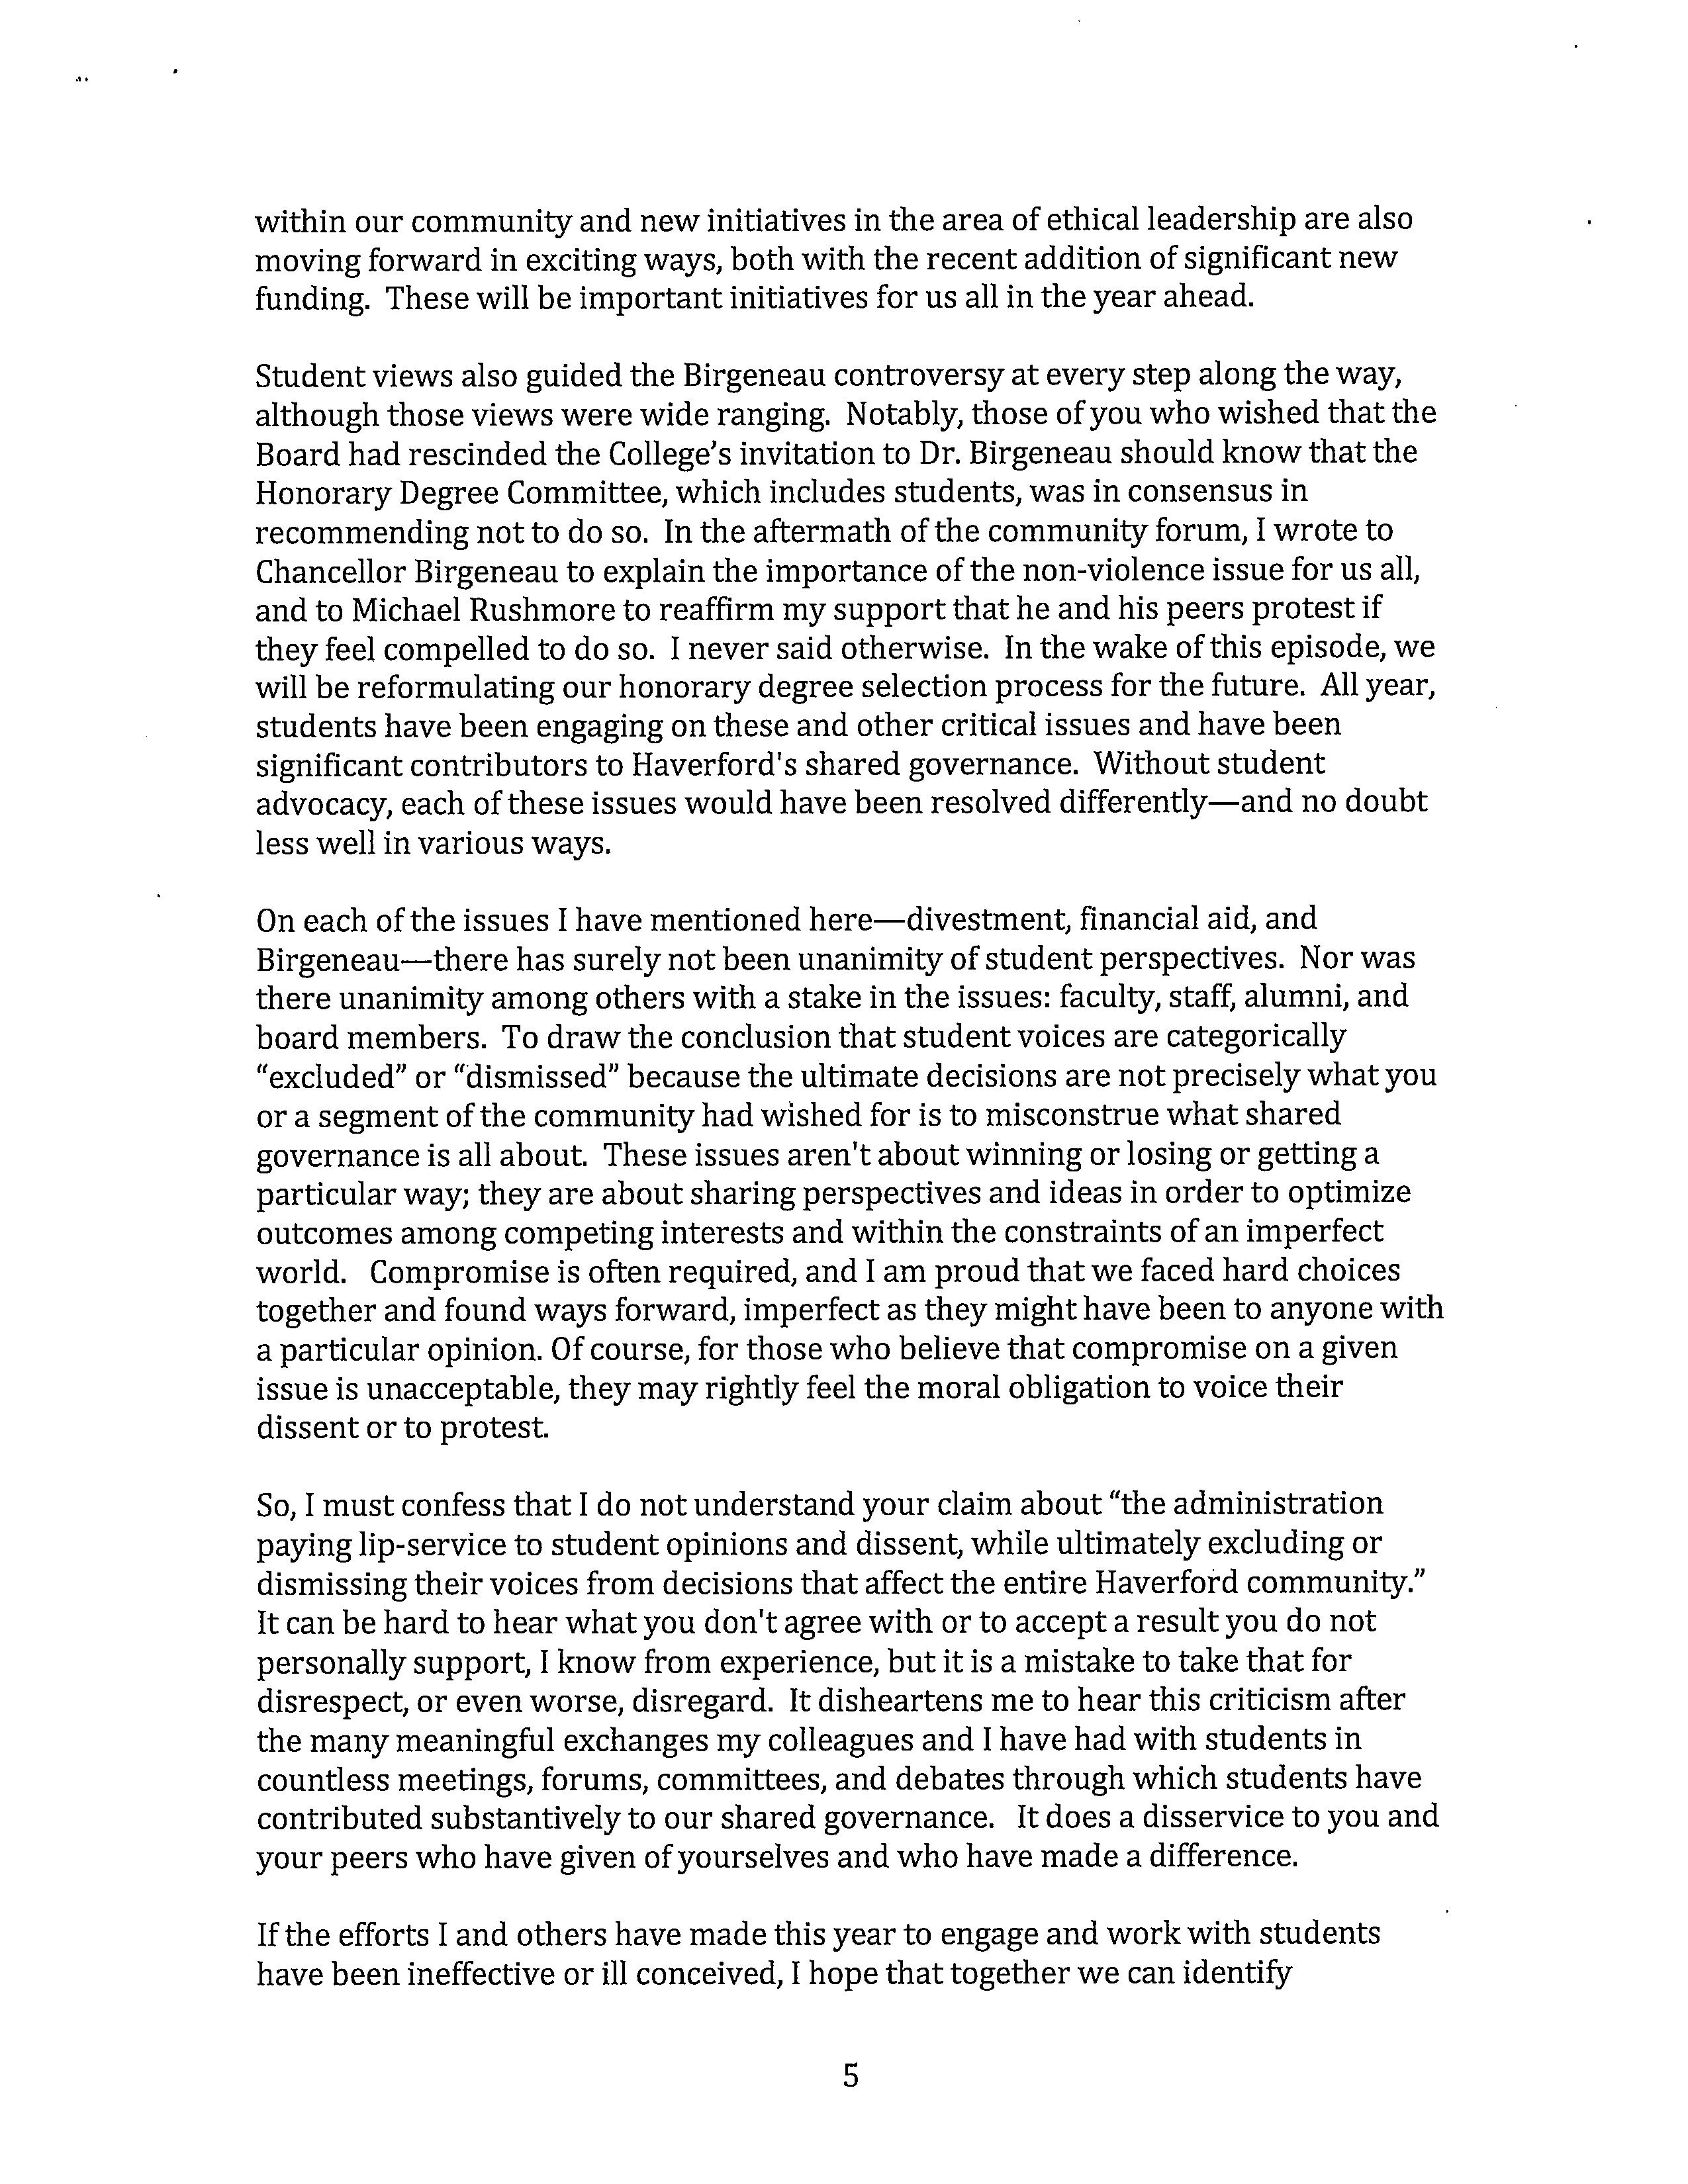 within our community and new initiatives in the area of ethical leadership are also
moving forward in exciting ways, both with the recent addition of significant new
funding.  These will be important initiatives for us all in the year ahead.

Student views also guided the Birgeneau controversy at every step along the way,
although those views were wide ranging.  Notably, those of you who wished that the
Board had rescinded the College’s invitation to Dr. Birgeneau should know that the
Honorary Degree Committee, which includes students, was in consensus in
recommending not to do so.  In the aftermath of the community forum, I wrote to
Chancellor Birgeneau to explain the importance of the non-violence issue for us all,
and to Michael Rushmore to reaffirm my support that he and his peers protest if
they feel compelled to do so.  I never said otherwise.  In the wake of this episode, we
will be reformulating our honorary degree selection process for the future.  All year,
students have been engaging on these and other critical issues and have been
significant contributors to Haverford's shared governance.  Without student
advocacy, each of these issues would have been resolved differently—and no doubt
less well in various ways.

On each of the issues I have mentioned here—divestment, financial aid, and
Birgeneau—there has surely not been unanimity of student perspectives.  Nor was
there unanimity among others with a stake in the issues: faculty, staff, alumni, and
board members.  To draw the conclusion that student voices are categorically
“excluded” or “dismissed” because the ultimate decisions are not precisely what you
or a segment of the community had wished for is to misconstrue what shared
governance is all about.  These issues aren't about winning or losing or getting a
particular way; they are about sharing perspectives and ideas in order to optimize
outcomes among competing interests and within the constraints of an imperfect
world.   Compromise is often required, and I am proud that we faced hard choices
together and found ways forward, imperfect as they might have been to anyone with
a particular opinion. Of course, for those who believe that compromise on a given
issue is unacceptable, they may rightly feel the moral obligation to voice their
dissent or to protest.

So, I must confess that I do not understand your claim about “the administration
paying lip-service to student opinions and dissent, while ultimately excluding or
dismissing their voices from decisions that affect the entire Haverford community.”
It can be hard to hear what you don't agree with or to accept a result you do not
personally support, I know from experience, but it is a mistake to take that for
disrespect, or even worse, disregard.  It disheartens me to hear this criticism after
the many meaningful exchanges my colleagues and I have had with students in
countless meetings, forums, committees, and debates through which students have
contributed substantively to our shared governance.   It does a disservice to you and
your peers who have given of yourselves and who have made a difference.

If the efforts I and others have made this year to engage and work with students
have been ineffective or ill conceived, I hope that together we can identify

5